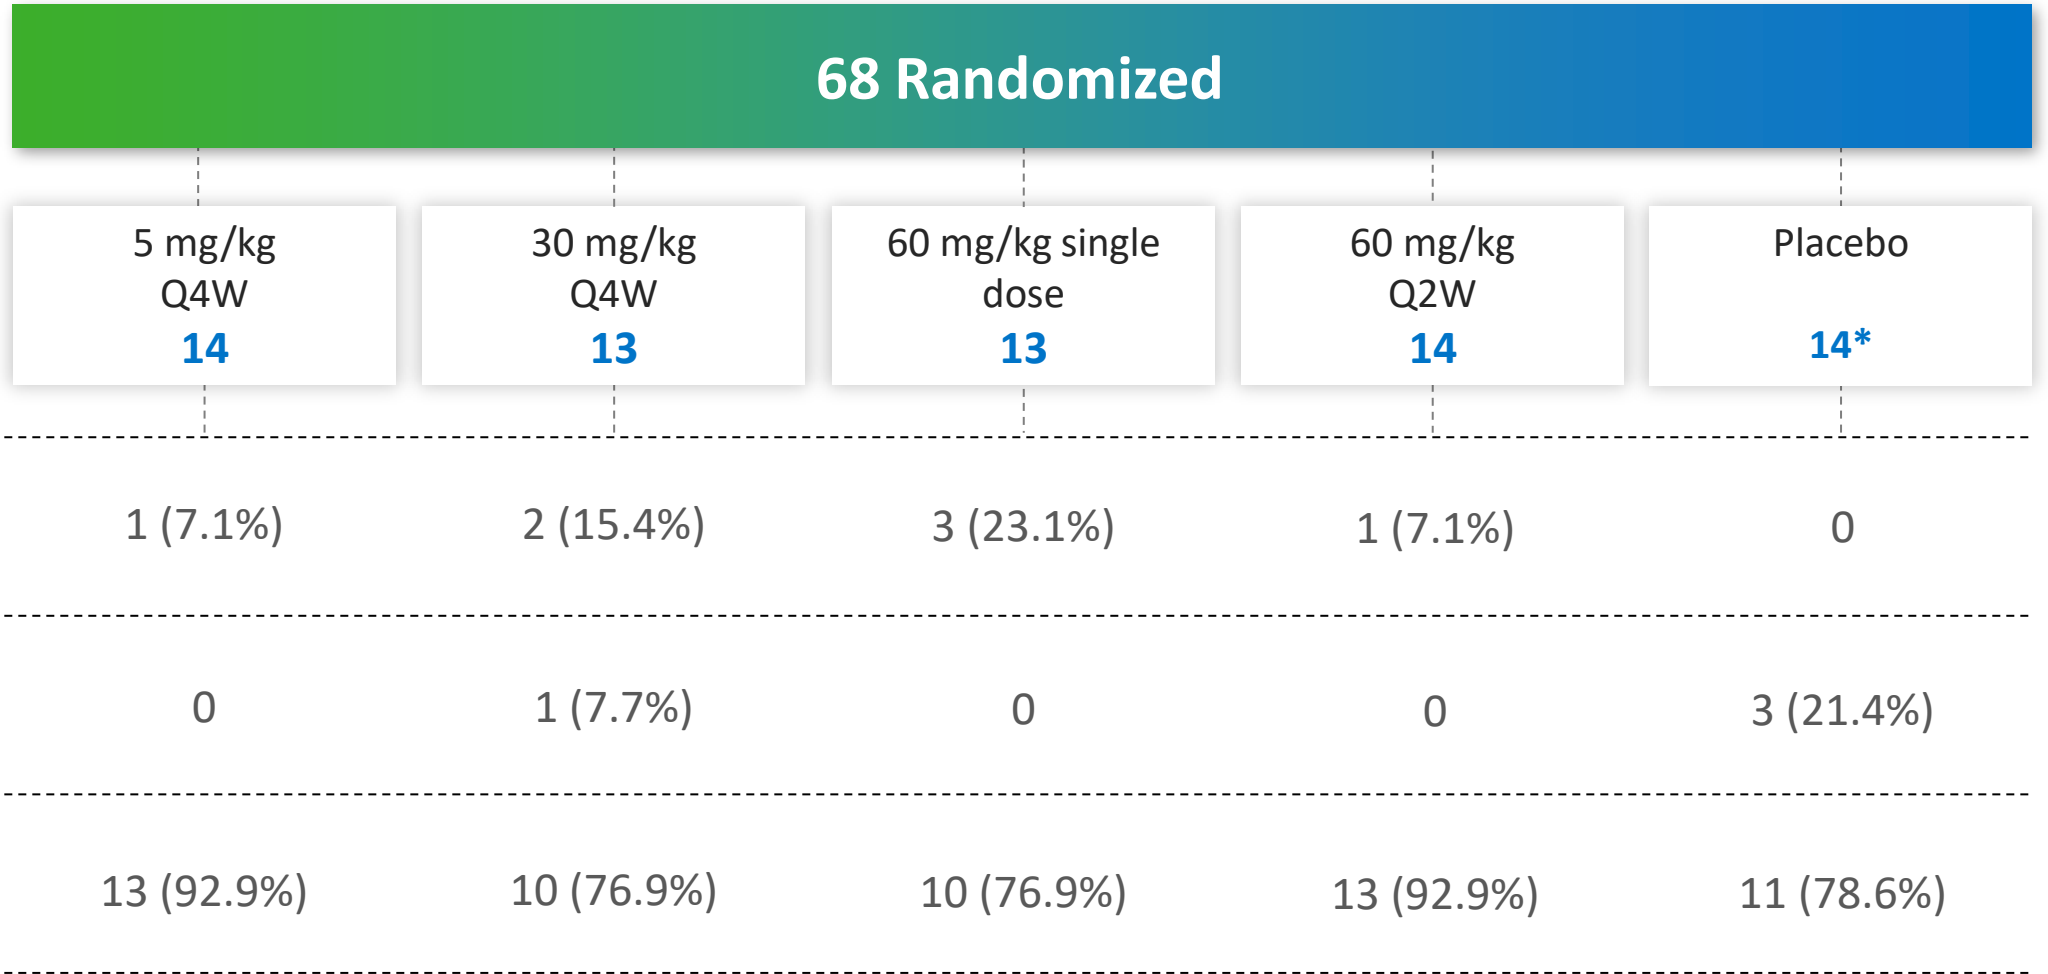 68 Randomized
5 mg/kg
Q4W
14
30 mg/kg
Q4W
13
60 mg/kg single
dose
13
60 mg/kg
Q2W
14
Placebo
14*
1 (7.1%)
2 (15.4%)
3 (23.1%)
1 (7.1%)
0
0
1 (7.7%)
0
0
3 (21.4%)
13 (92.9%)
10 (76.9%)
10 (76.9%)
13 (92.9%)
11 (78.6%)